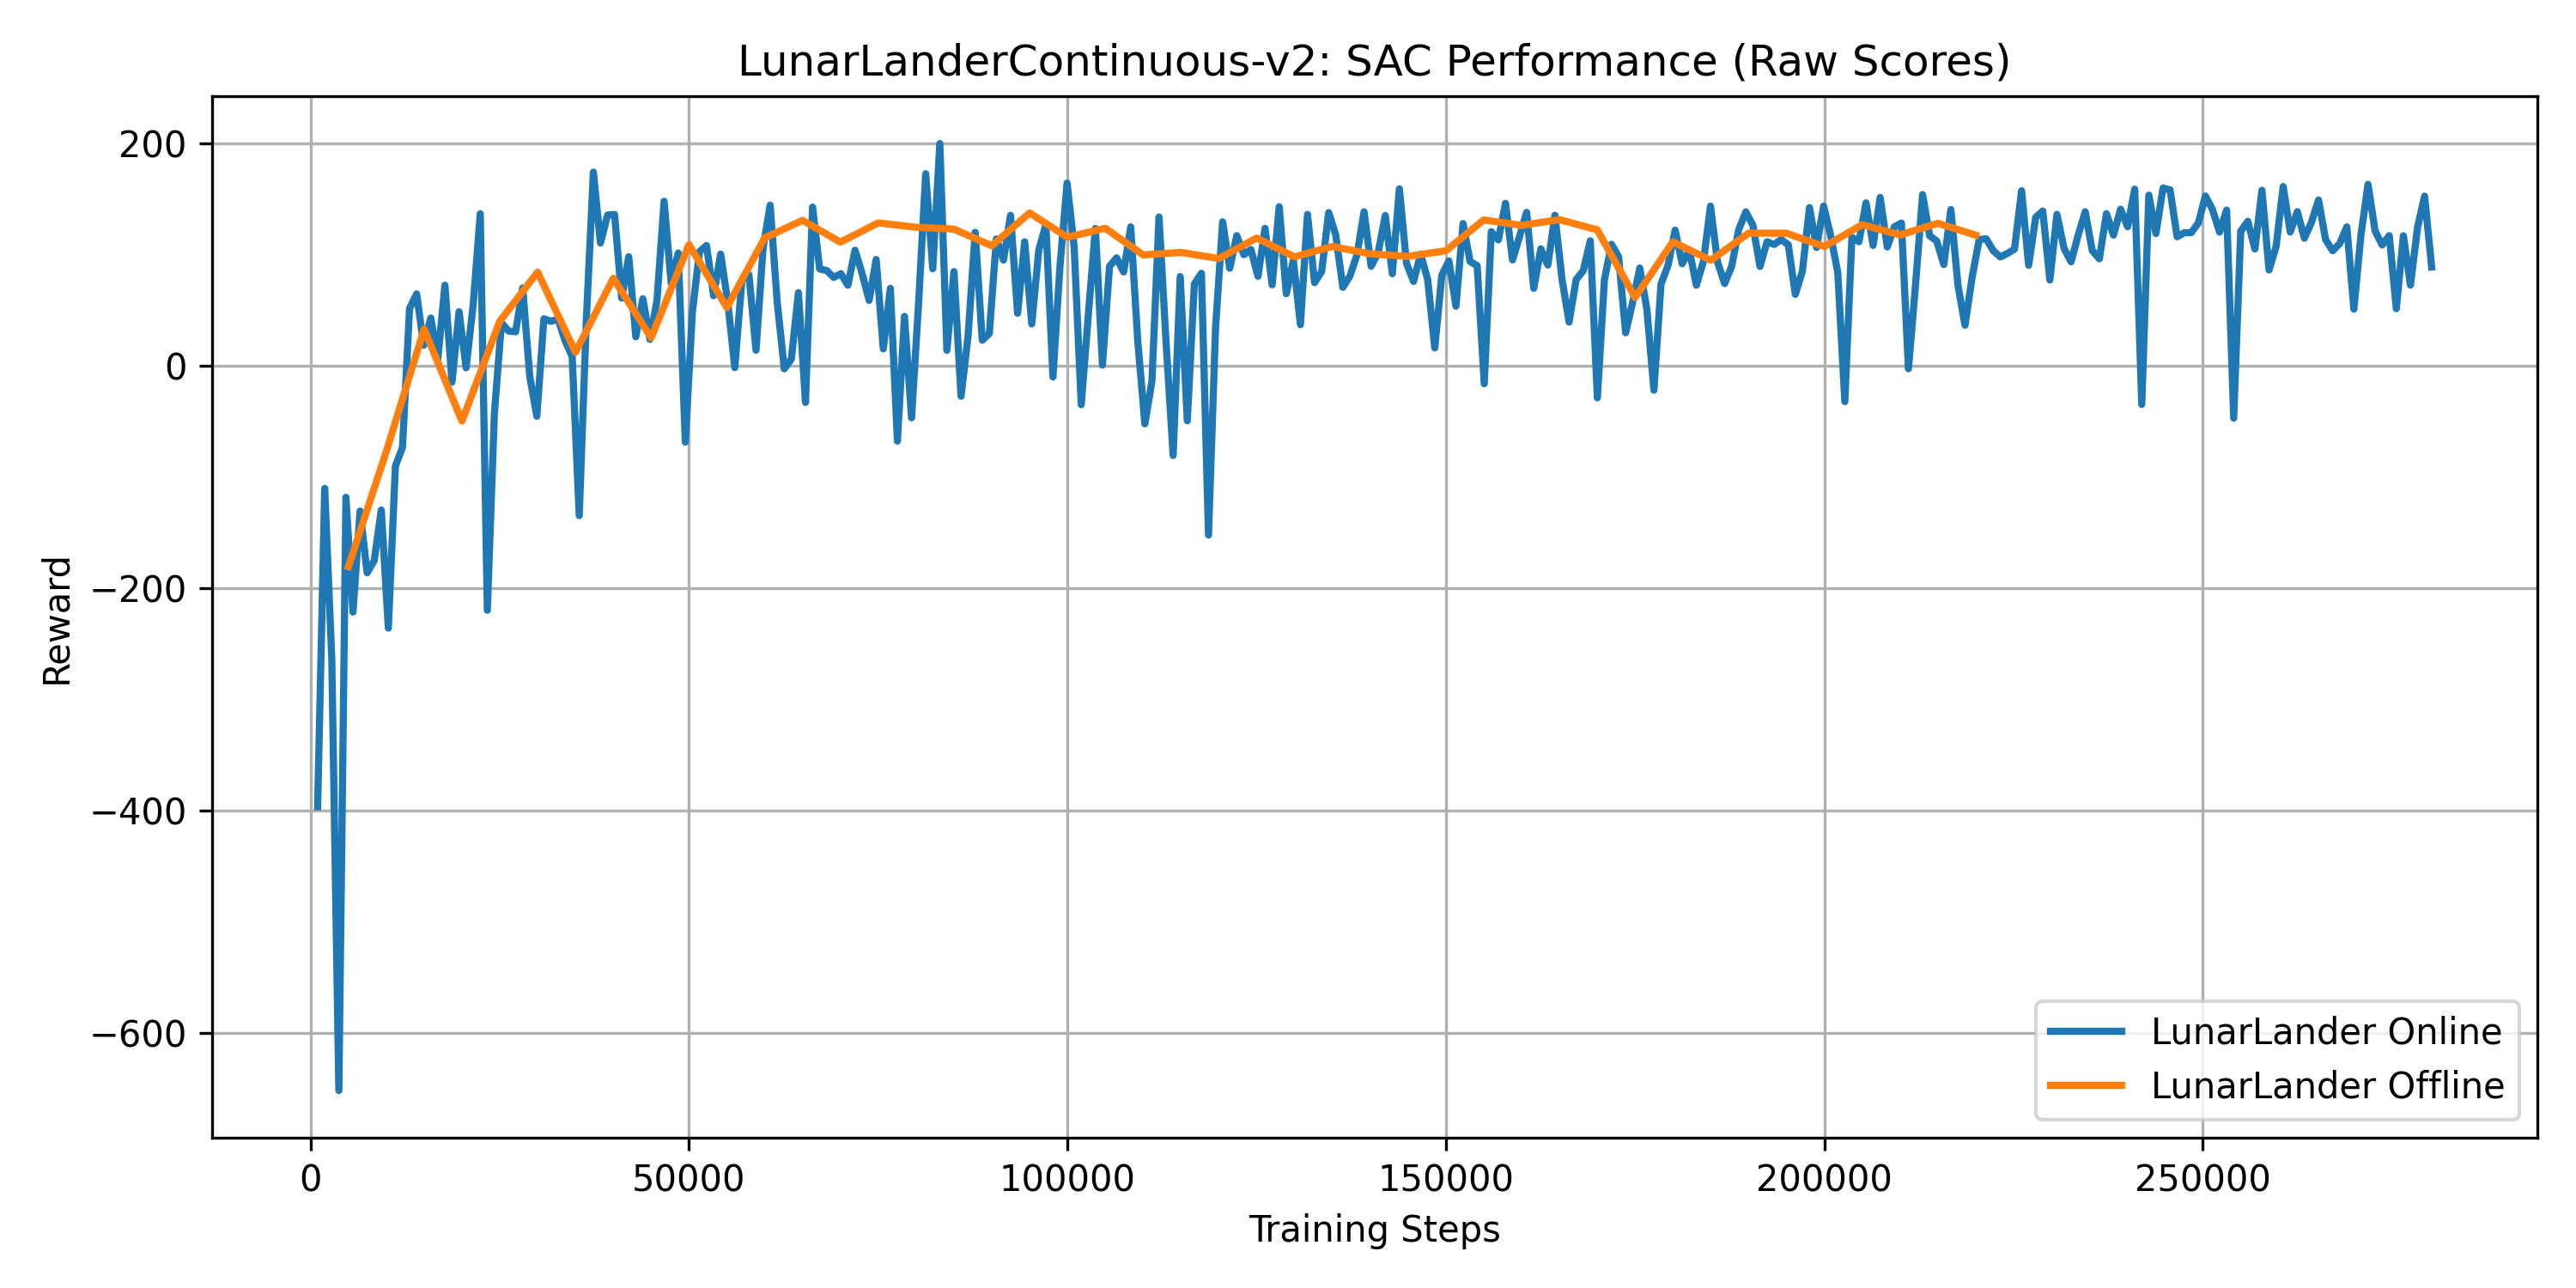 LunarLanderContinuous-v2: SAC Performance (Raw Scores)
200
0
−200
−400
−600
Reward
0
50000
100000
150000
200000
250000
Training Steps
LunarLander Online
LunarLander Offline